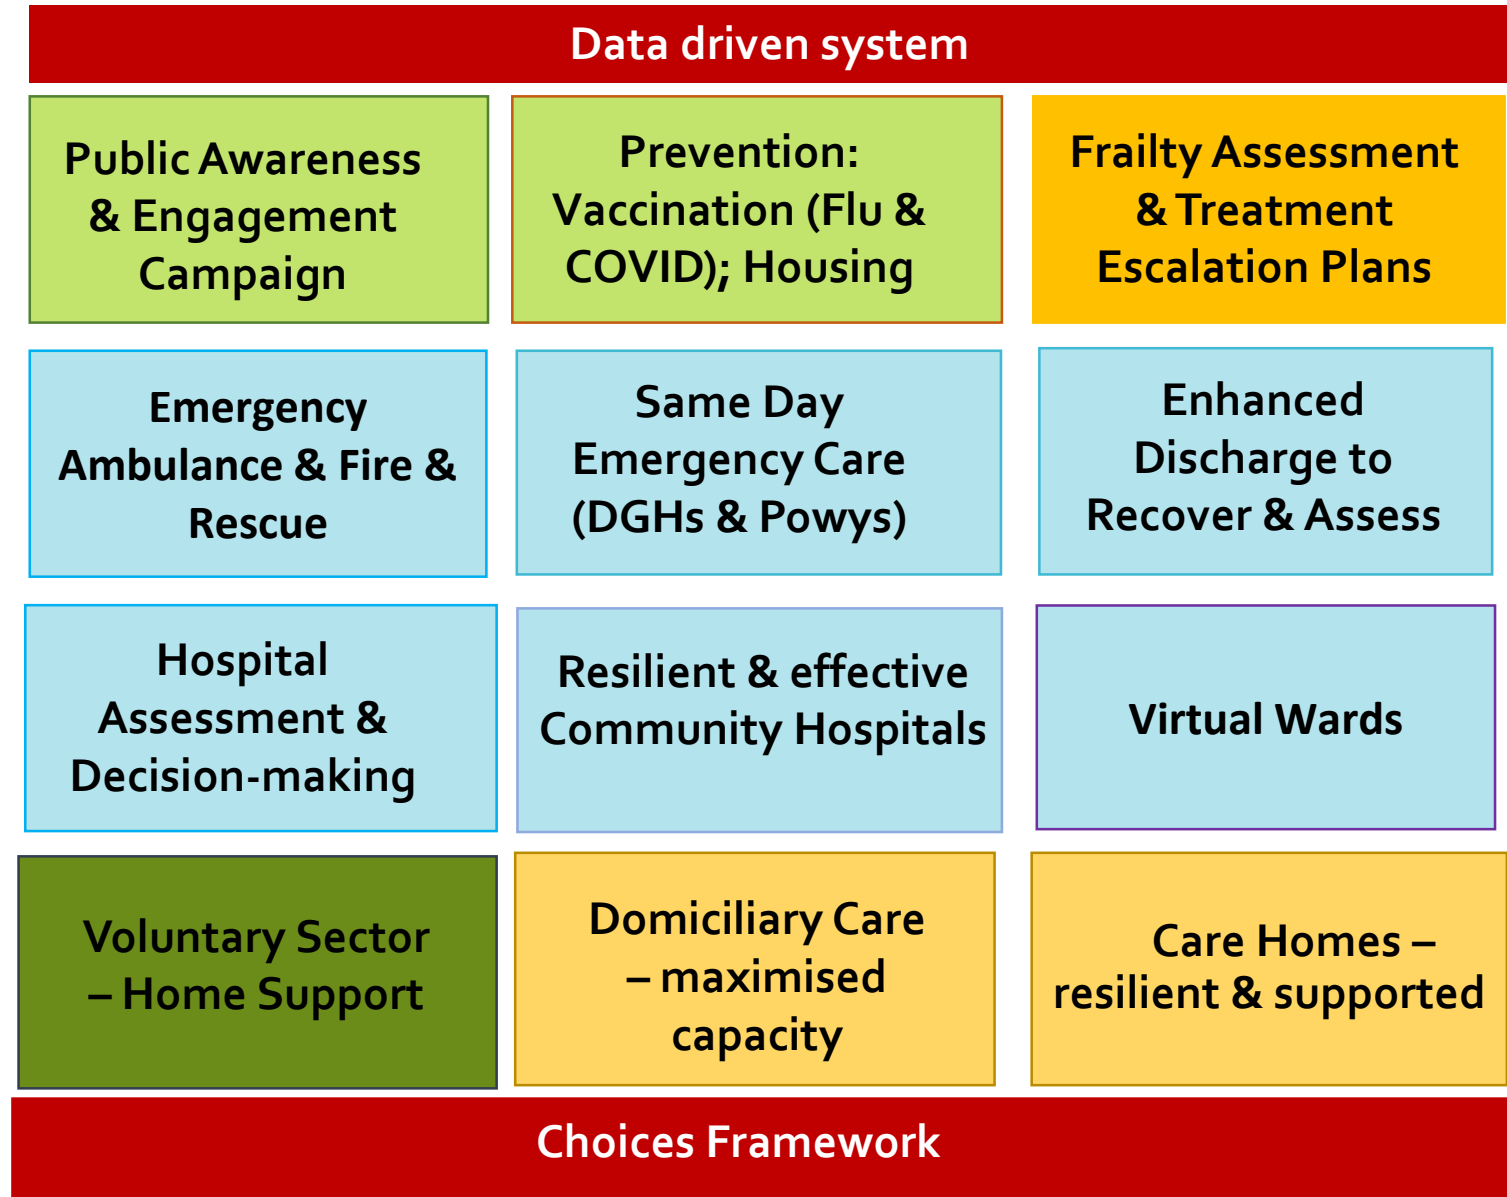 Data driven system
Public Awareness
& Engagement
Campaign
Prevention:
Vaccination (Flu &
COVID); Housing
Frailty Assessment
& Treatment
Escalation Plans
Emergency
Ambulance & Fire &
Rescue
Same Day
Emergency Care
(DGHs & Powys)
Enhanced
Discharge to
Recover & Assess
Hospital
Assessment &
Decision-making
Resilient & effective
Community Hospitals
Virtual Wards
Voluntary Sector
– Home Support
Domiciliary Care
– maximised
capacity
Care Homes –
resilient & supported
Choices Framework